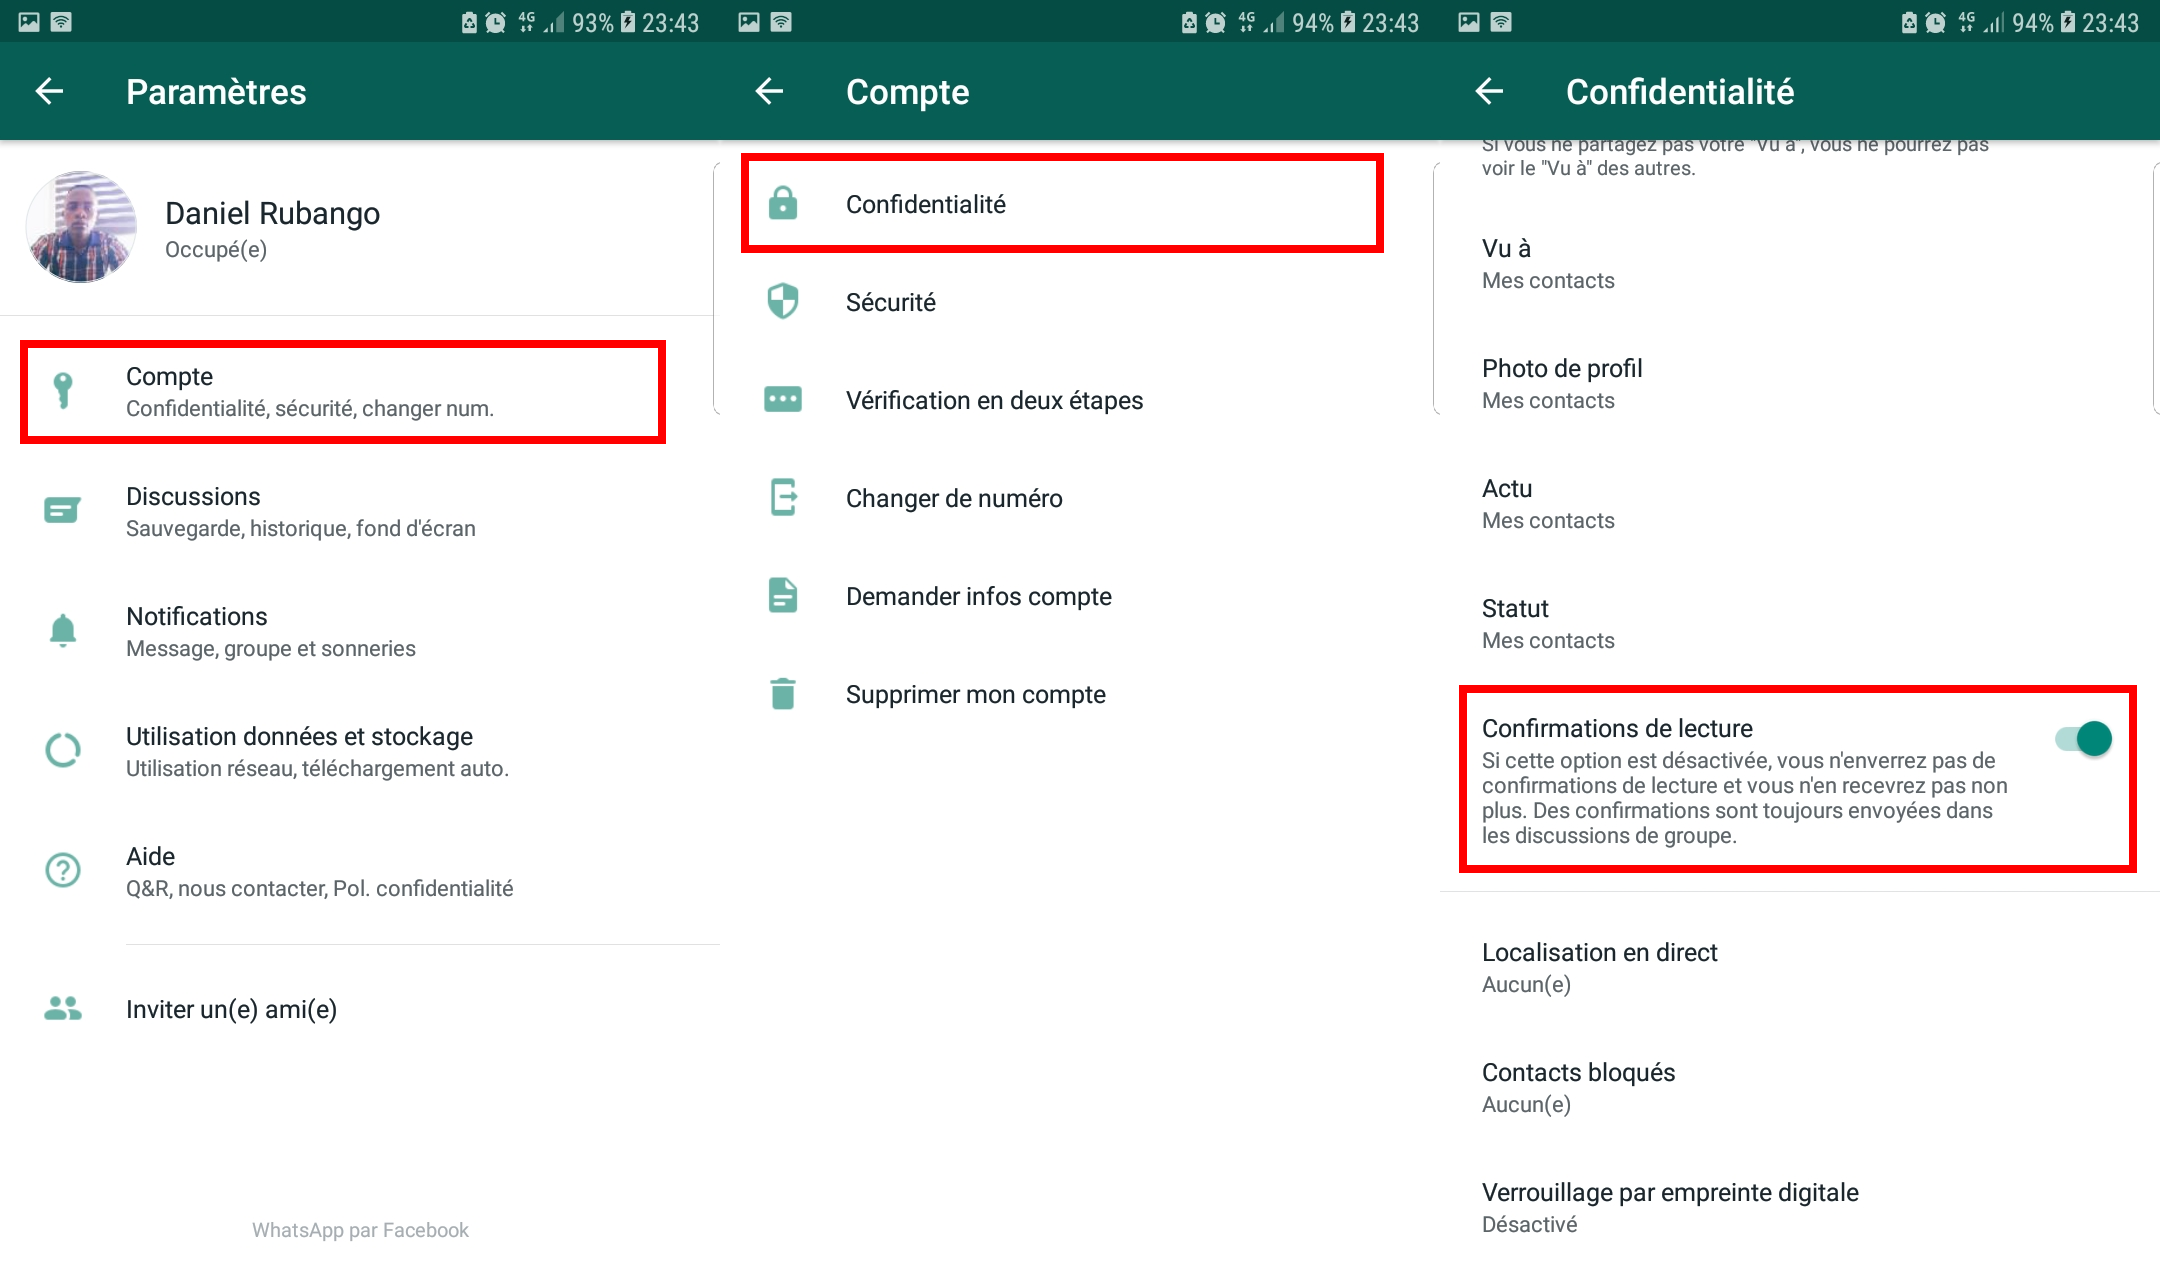 4G 93% 23:43
Paramètres
Daniel Rubango
Occupé(e)
Compte
Confidentialité, sécurité, changer num.
Discussions
Sauvegarde, historique, fond d'écran
Notifications
Message, groupe et sonneries
Utilisation données et stockage
Utilisation réseau, téléchargement auto.
Aide
Q&R, nous contacter, Pol. confidentialité
Inviter un(e) ami(e)
WhatsApp par Facebook
4G 94% 23:43
Compte
Confidentialité
Sécurité
Vérification en deux étapes
Changer de numéro
Demander infos compte
Supprimer mon compte
4G 94% 23:43
Confidentialité
Si vous ne partagez pas votre "Vu à", vous ne pourrez pas
voir le "Vu à" des autres.
Vu à
Mes contacts
Photo de profil
Mes contacts
Actu
Mes contacts
Statut
Mes contacts
Confirmations de lecture
Si cette option est désactivée, vous n'enverrez pas de
confirmations de lecture et vous n'en recevrez pas non
plus. Des confirmations sont toujours envoyées dans
les discussions de groupe.
Localisation en direct
Aucun(e)
Contacts bloqués
Aucun(e)
Verrouillage par empreinte digitale
Désactivé